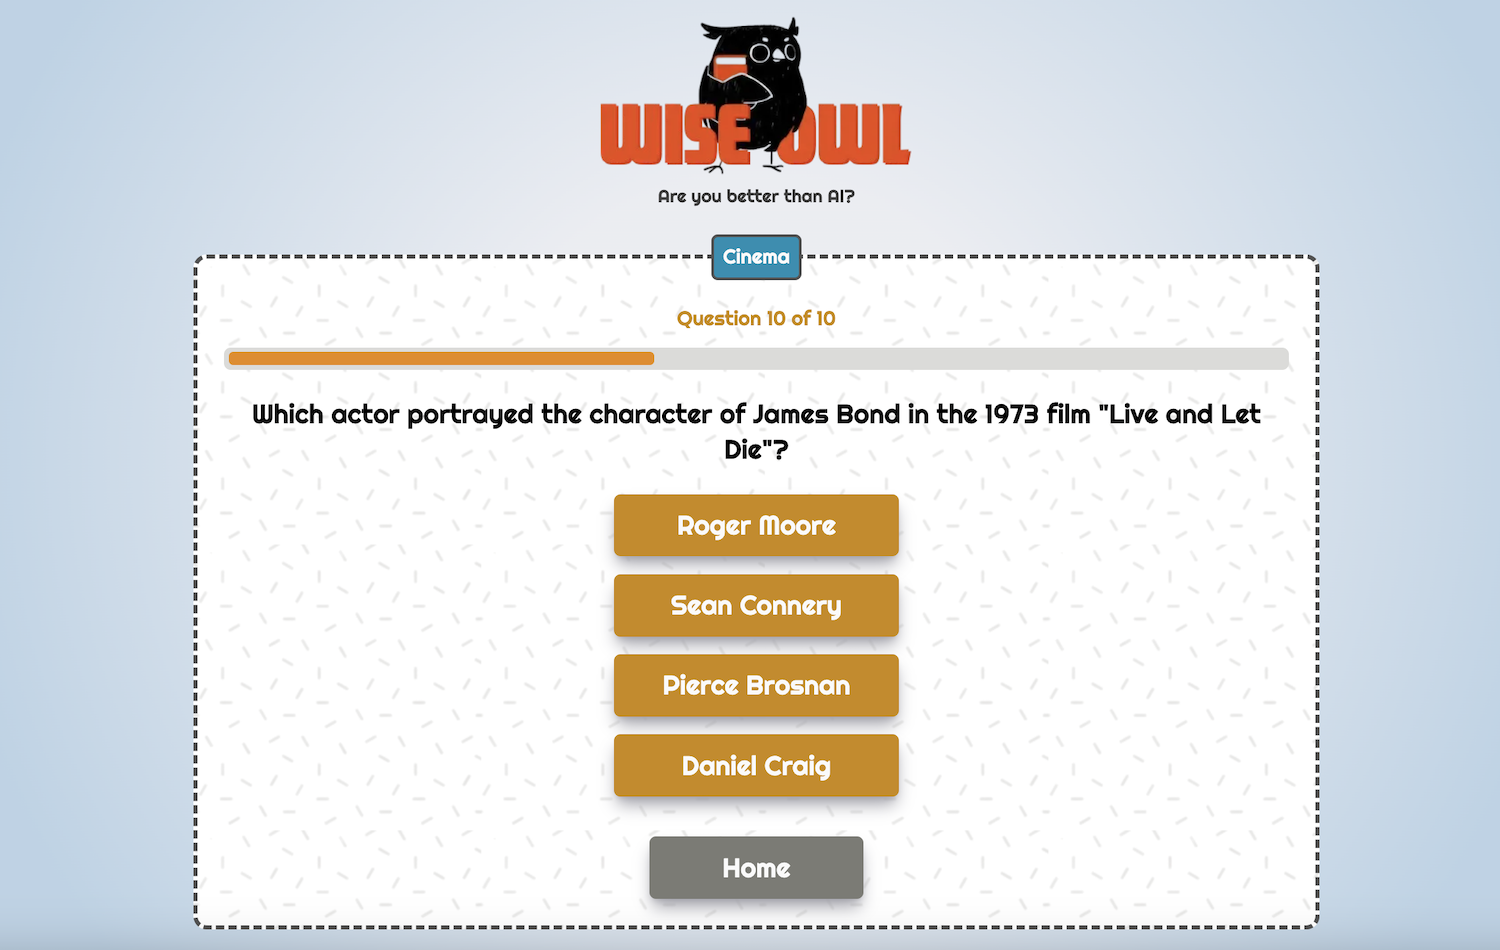 WISE OWL
Are you better than AI?
Cinema
Question 10 of 10
Which actor portrayed the character of James Bond in the 1973 film "Live and Let
Die"?
Roger Moore
Sean Connery
Pierce Brosnan
Daniel Craig
Home